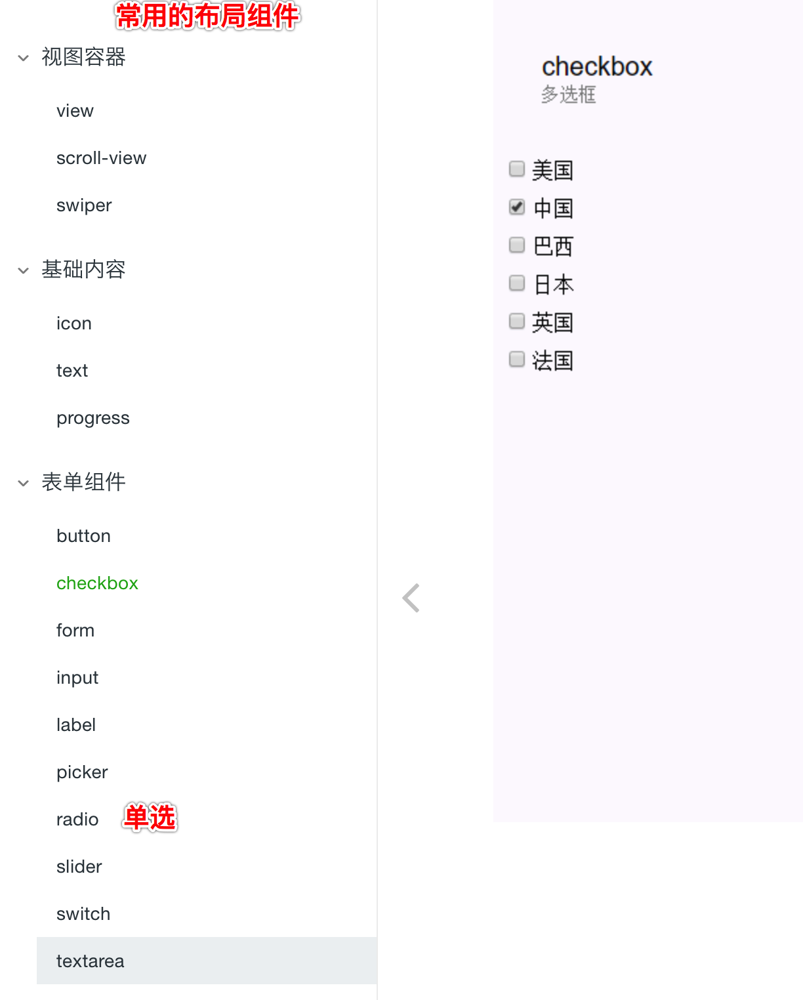 常用的布局组件
视图容器
view
scroll-view
swiper
基础内容
icon
text
progress
表单组件
button
checkbox
form
input
label
picker
radio 单选
slider
switch
textarea
checkbox
多选框
美国
中国
巴西
日本
英国
法国